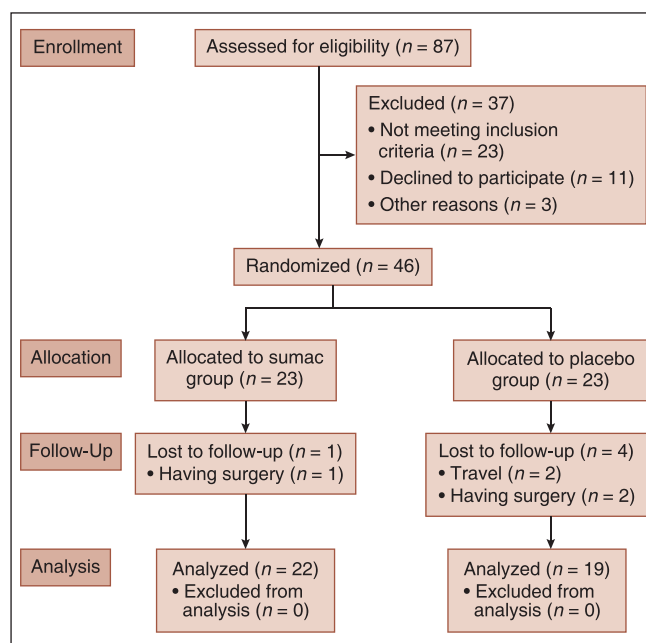 Enrollment
Assessed for eligibility (n = 87)
Excluded (n = 37)
• Not meeting inclusion
criteria (n = 23)
• Declined to participate (n = 11)
• Other reasons (n = 3)
Randomized (n = 46)
Allocation
Allocated to sumac
group (n = 23)
Allocated to placebo
group (n = 23)
Follow-Up
Lost to follow-up (n = 1)
• Having surgery (n = 1)
Lost to follow-up (n = 4)
• Travel (n = 2)
• Having surgery (n = 2)
Analysis
Analyzed (n = 22)
• Excluded from
analysis (n = 0)
Analyzed (n = 19)
• Excluded from
analysis (n = 0)